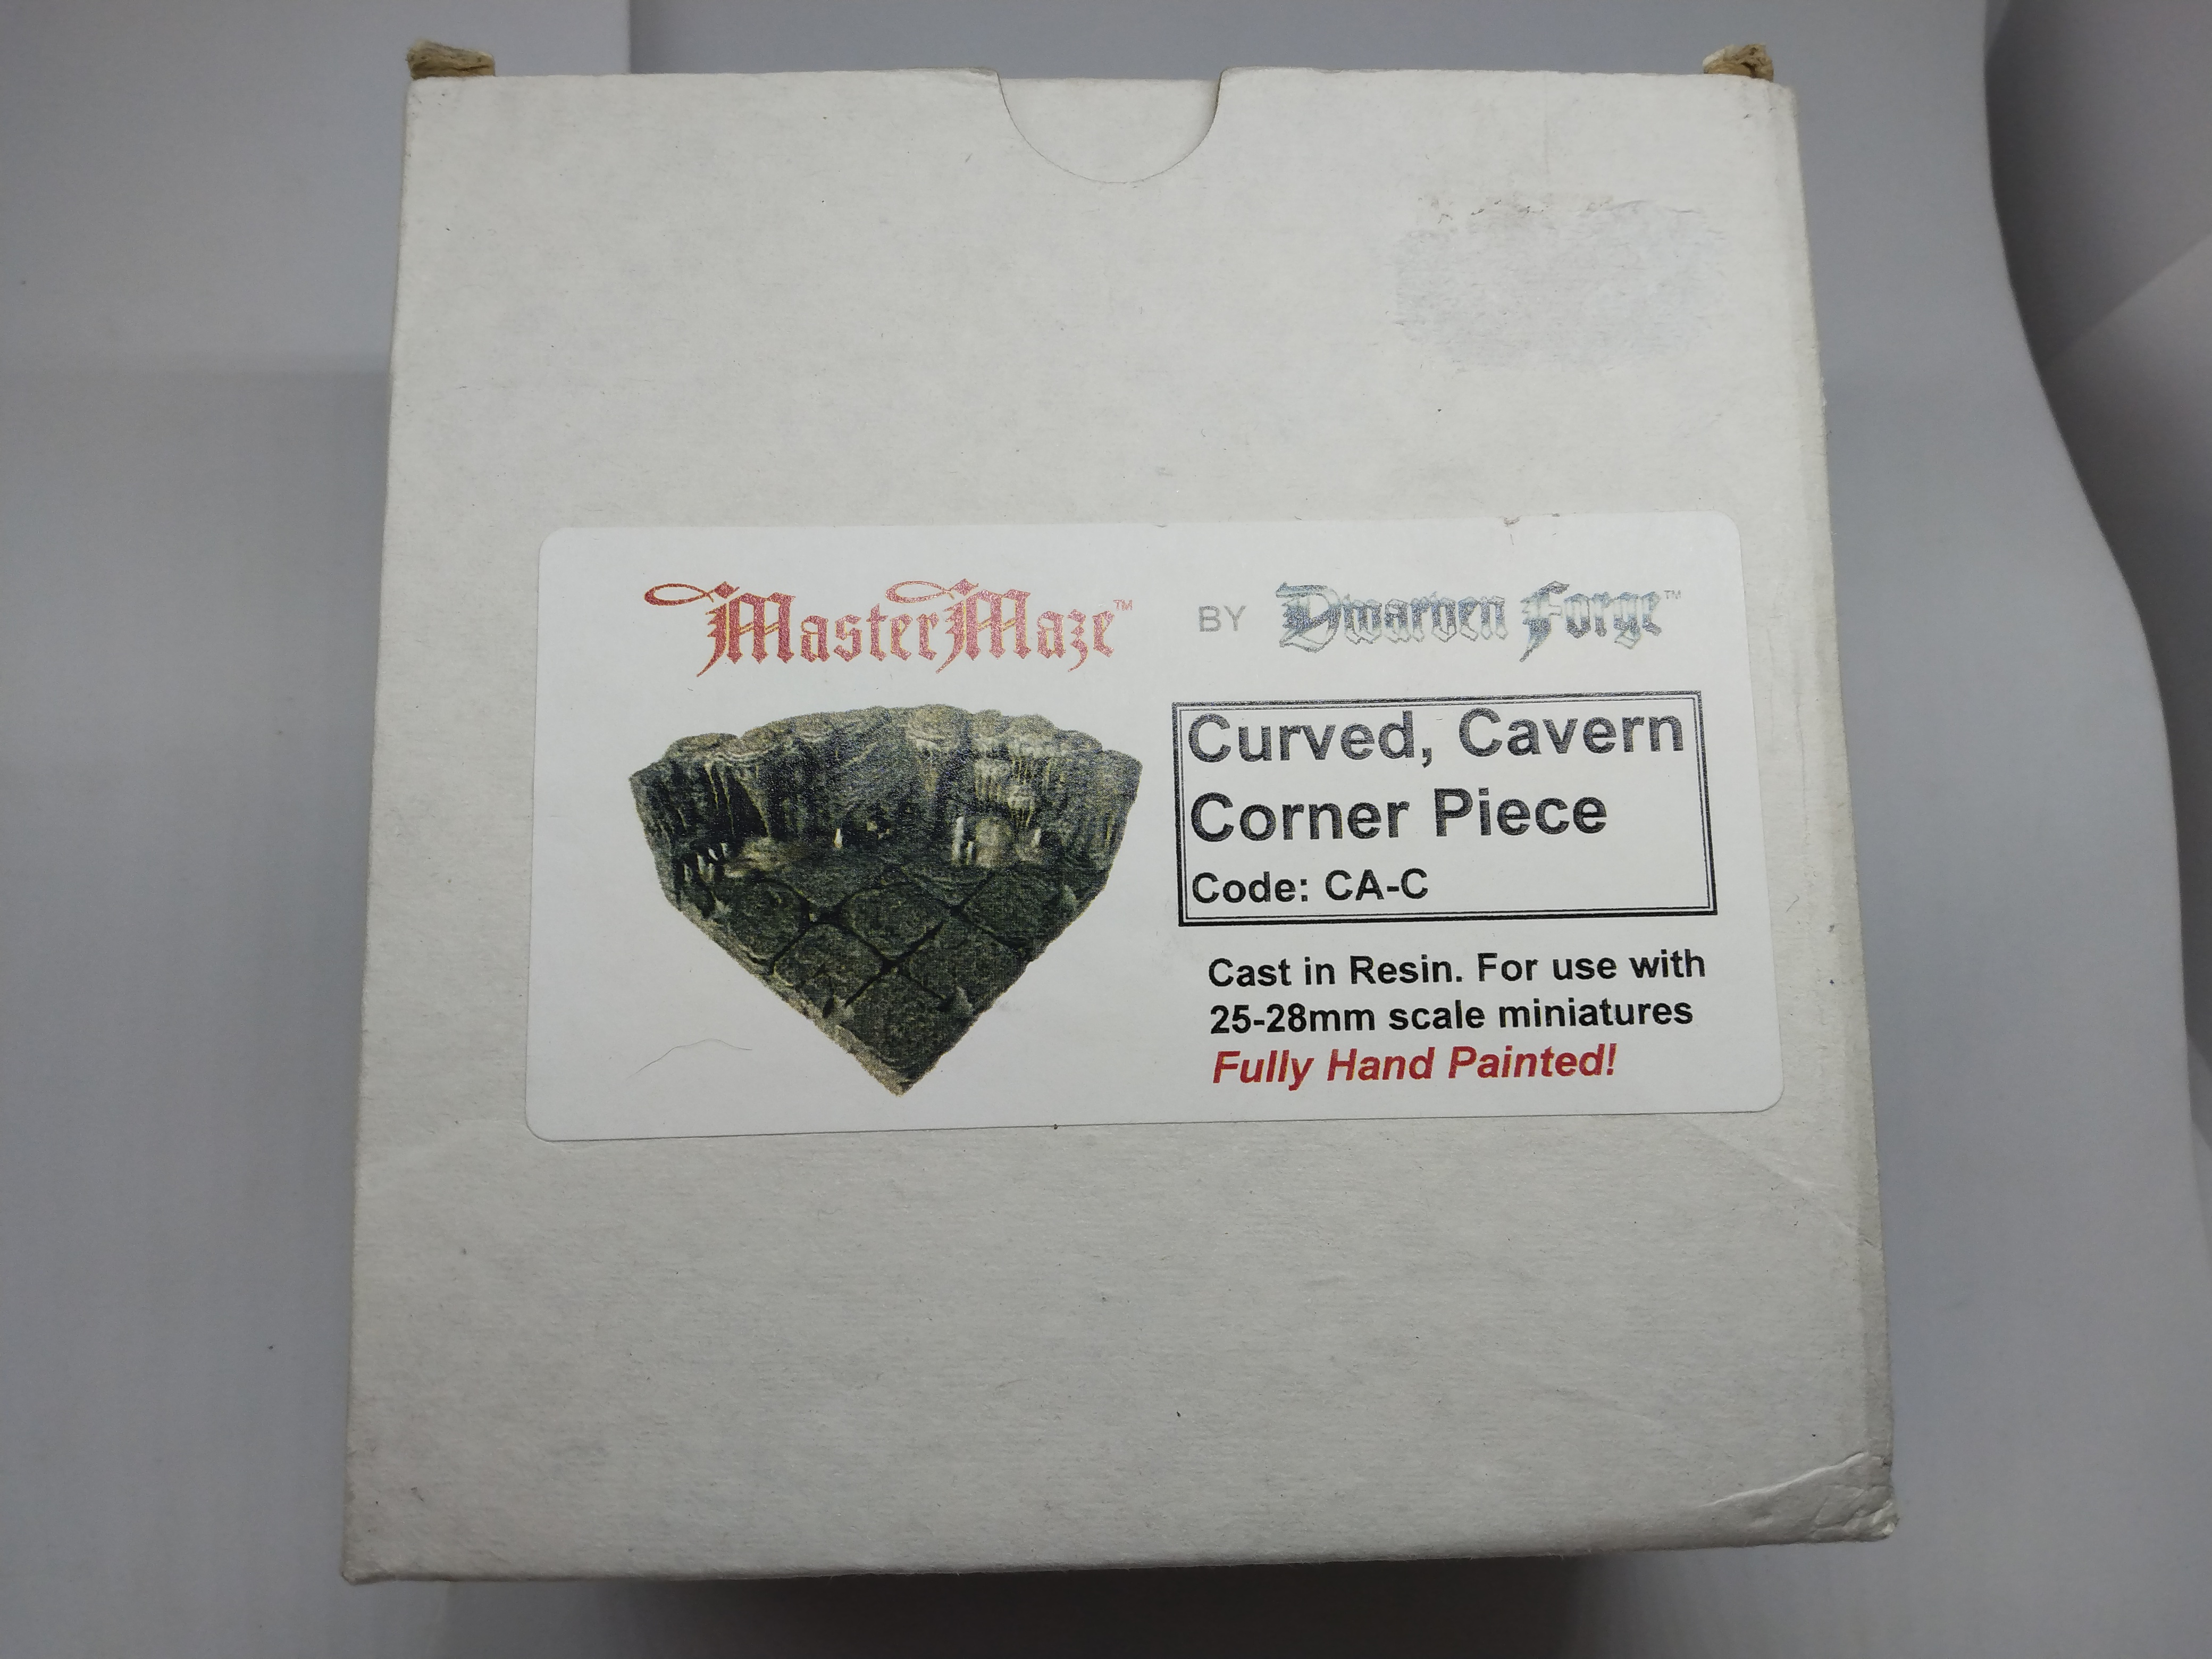 MasterMaze™ BY Dwarven Forge™
Curved, Cavern
Corner Piece
Code: CA-C
Cast in Resin. For use with
25-28mm scale miniatures
Fully Hand Painted!